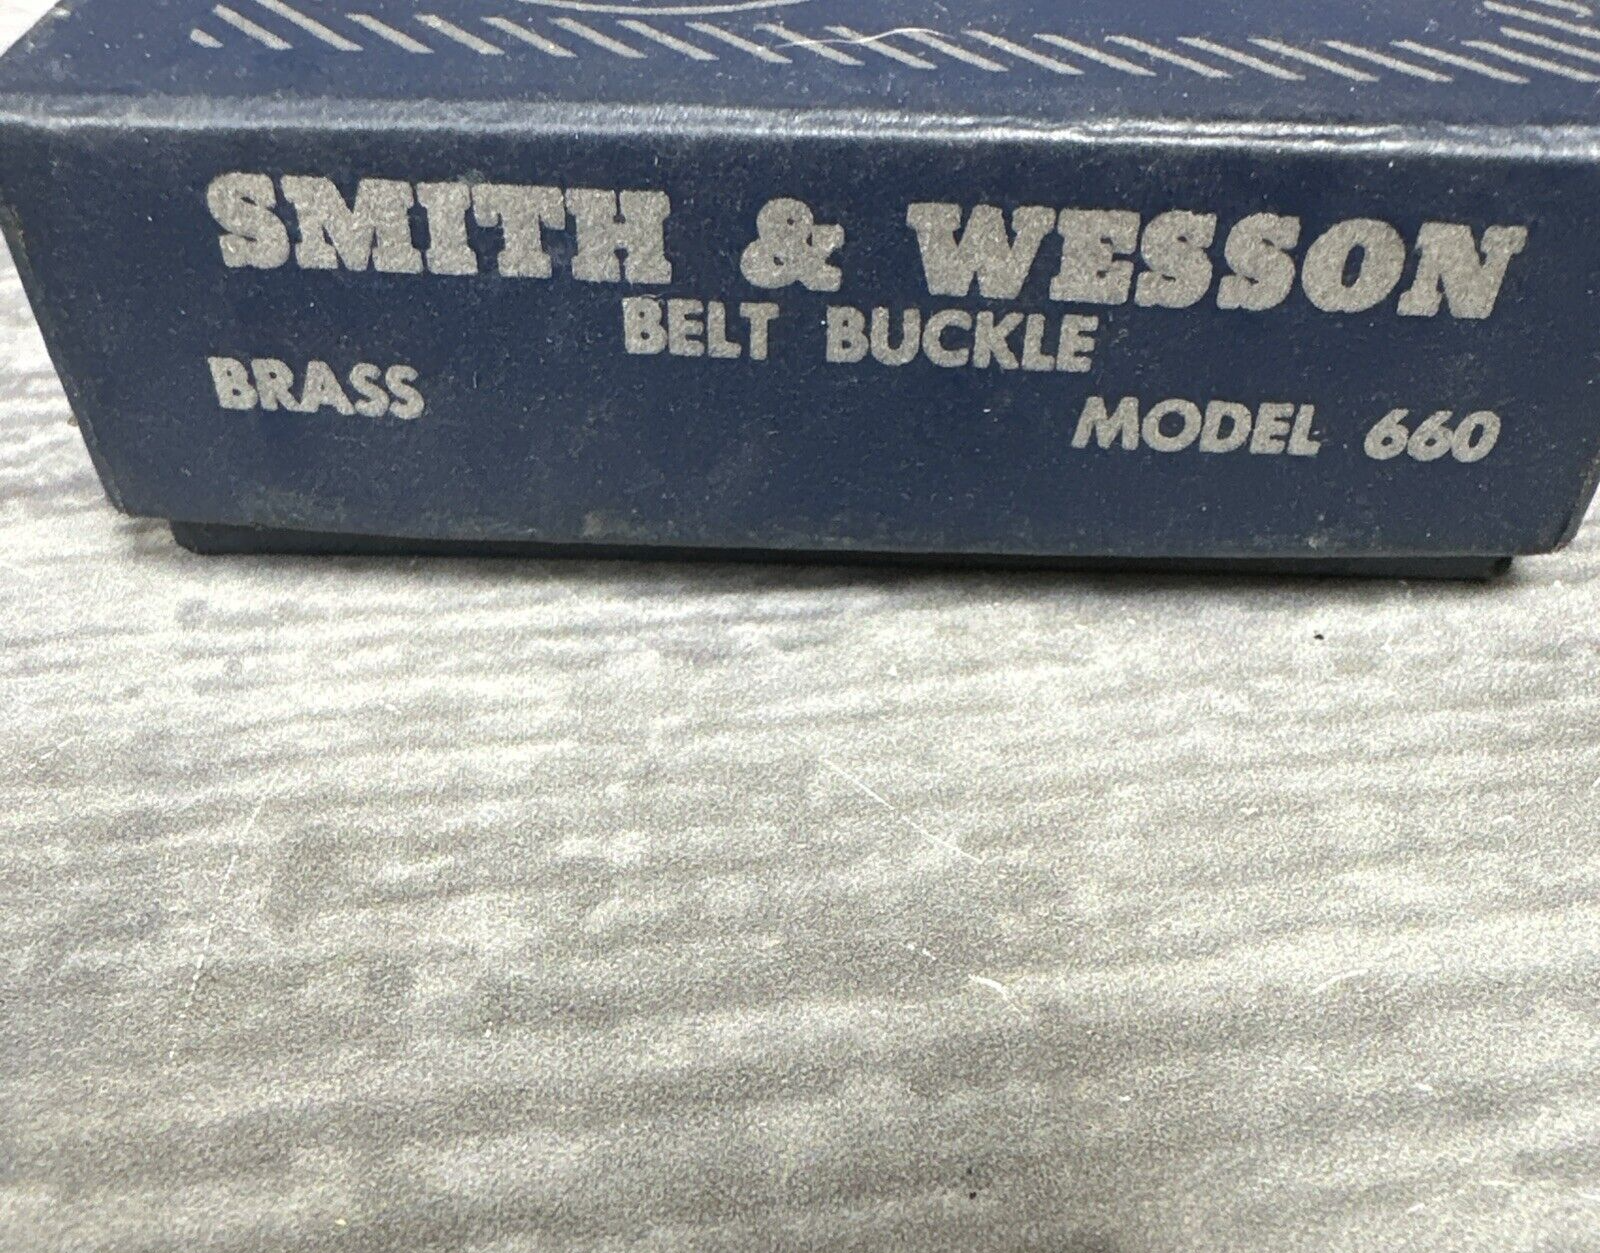 SMITH & WESSON
BELT BUCKLE
BRASS MODEL 660